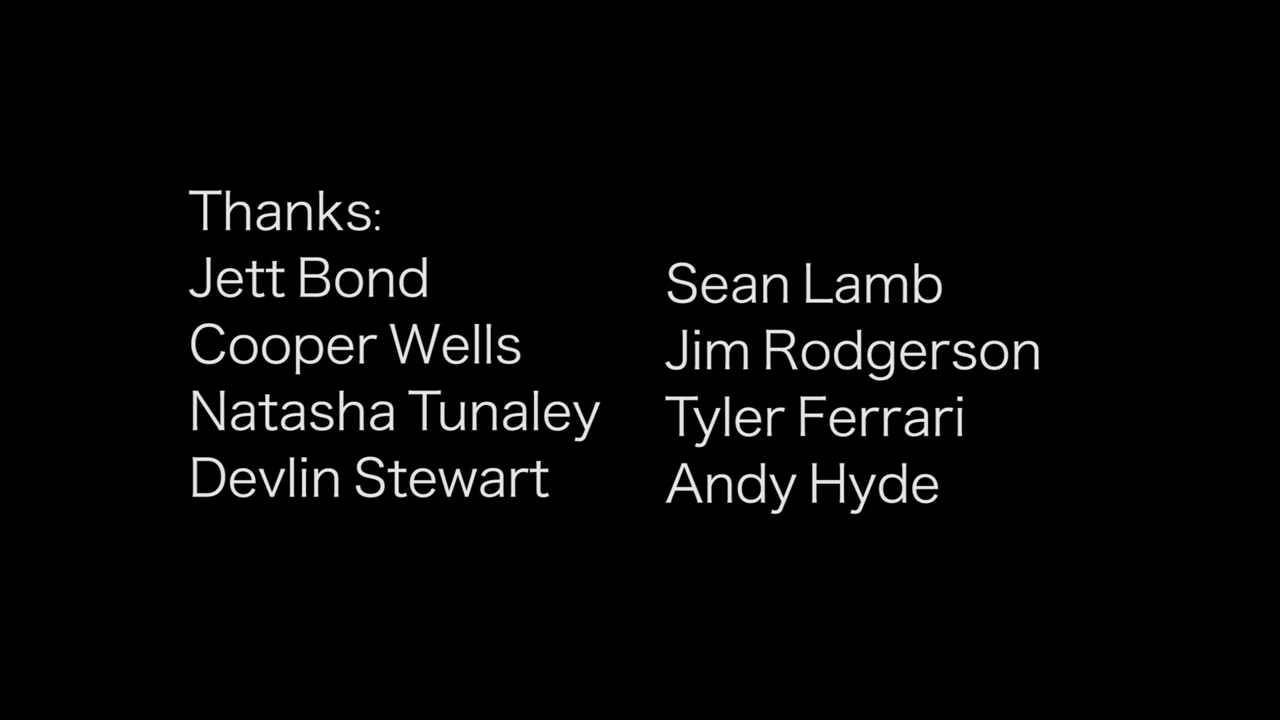 Thanks:
Jett Bond
Cooper Wells
Natasha Tunaley
Devlin Stewart
Sean Lamb
Jim Rodgerson
Tyler Ferrari
Andy Hyde